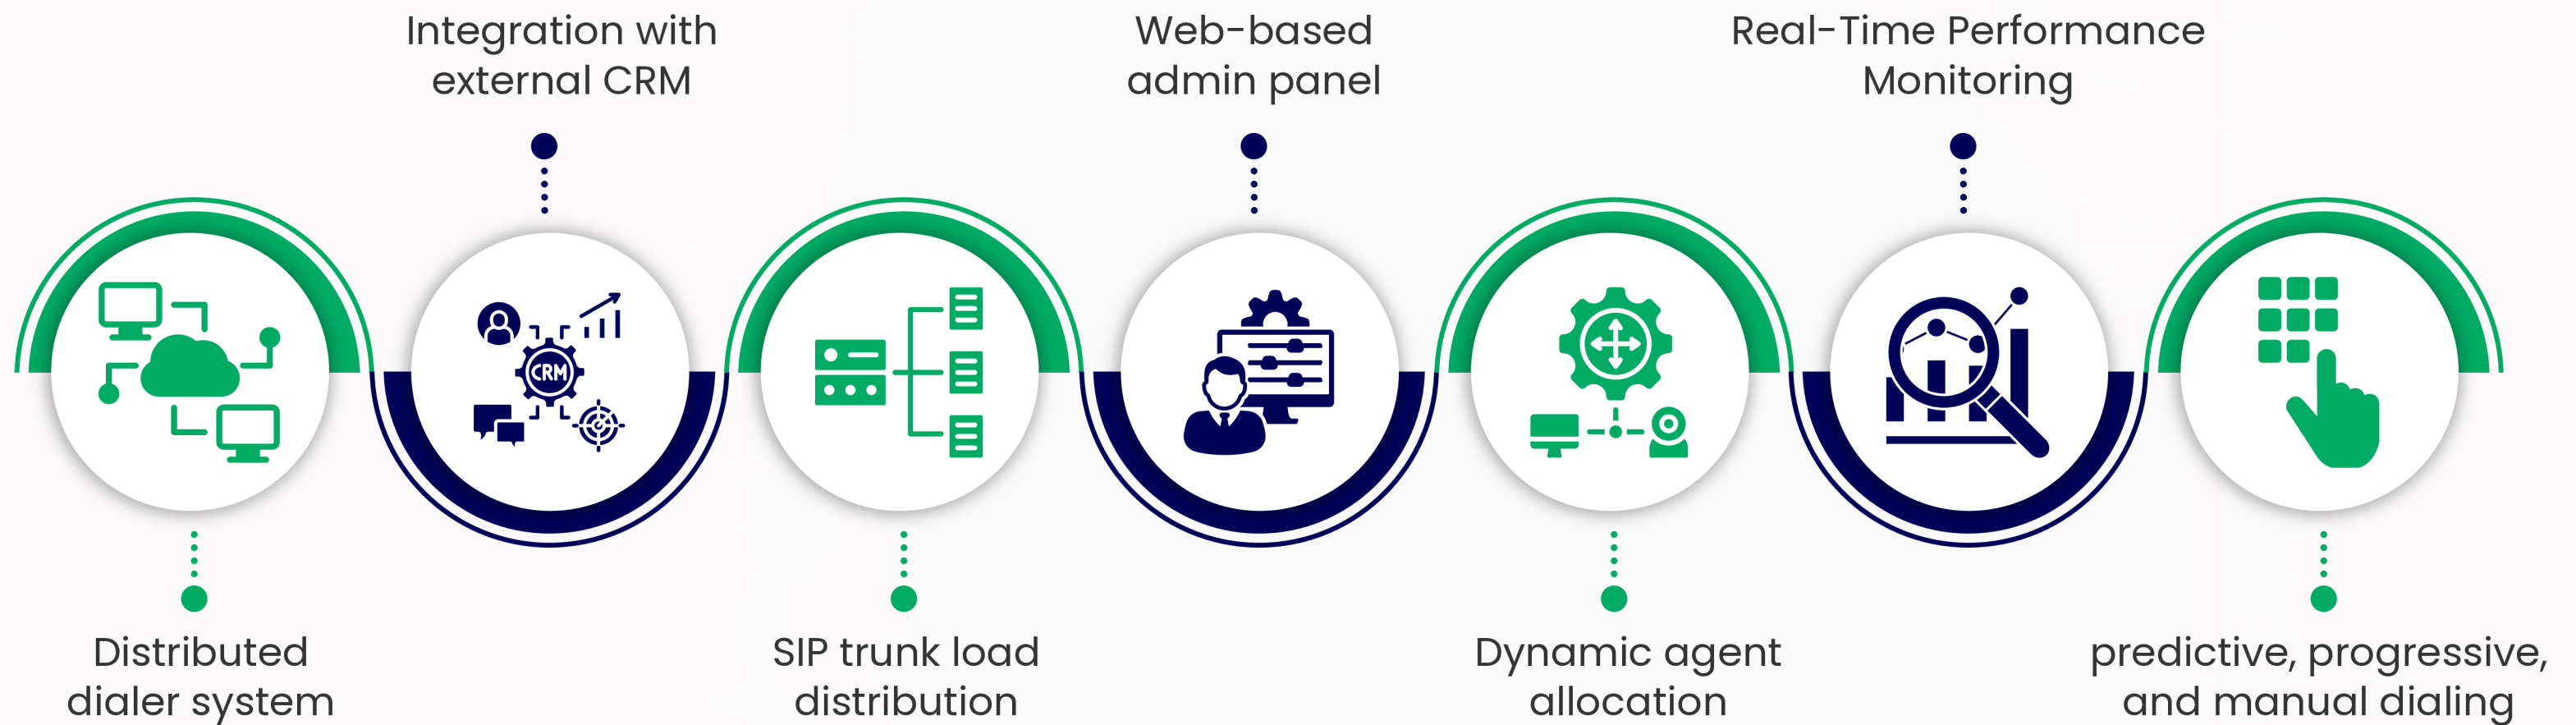 Integration with
external CRM
Web-based
admin panel
Real-Time Performance
Monitoring
CRM
Distributed
dialer system
SIP trunk load
distribution
Dynamic agent
allocation
predictive, progressive,
and manual dialing